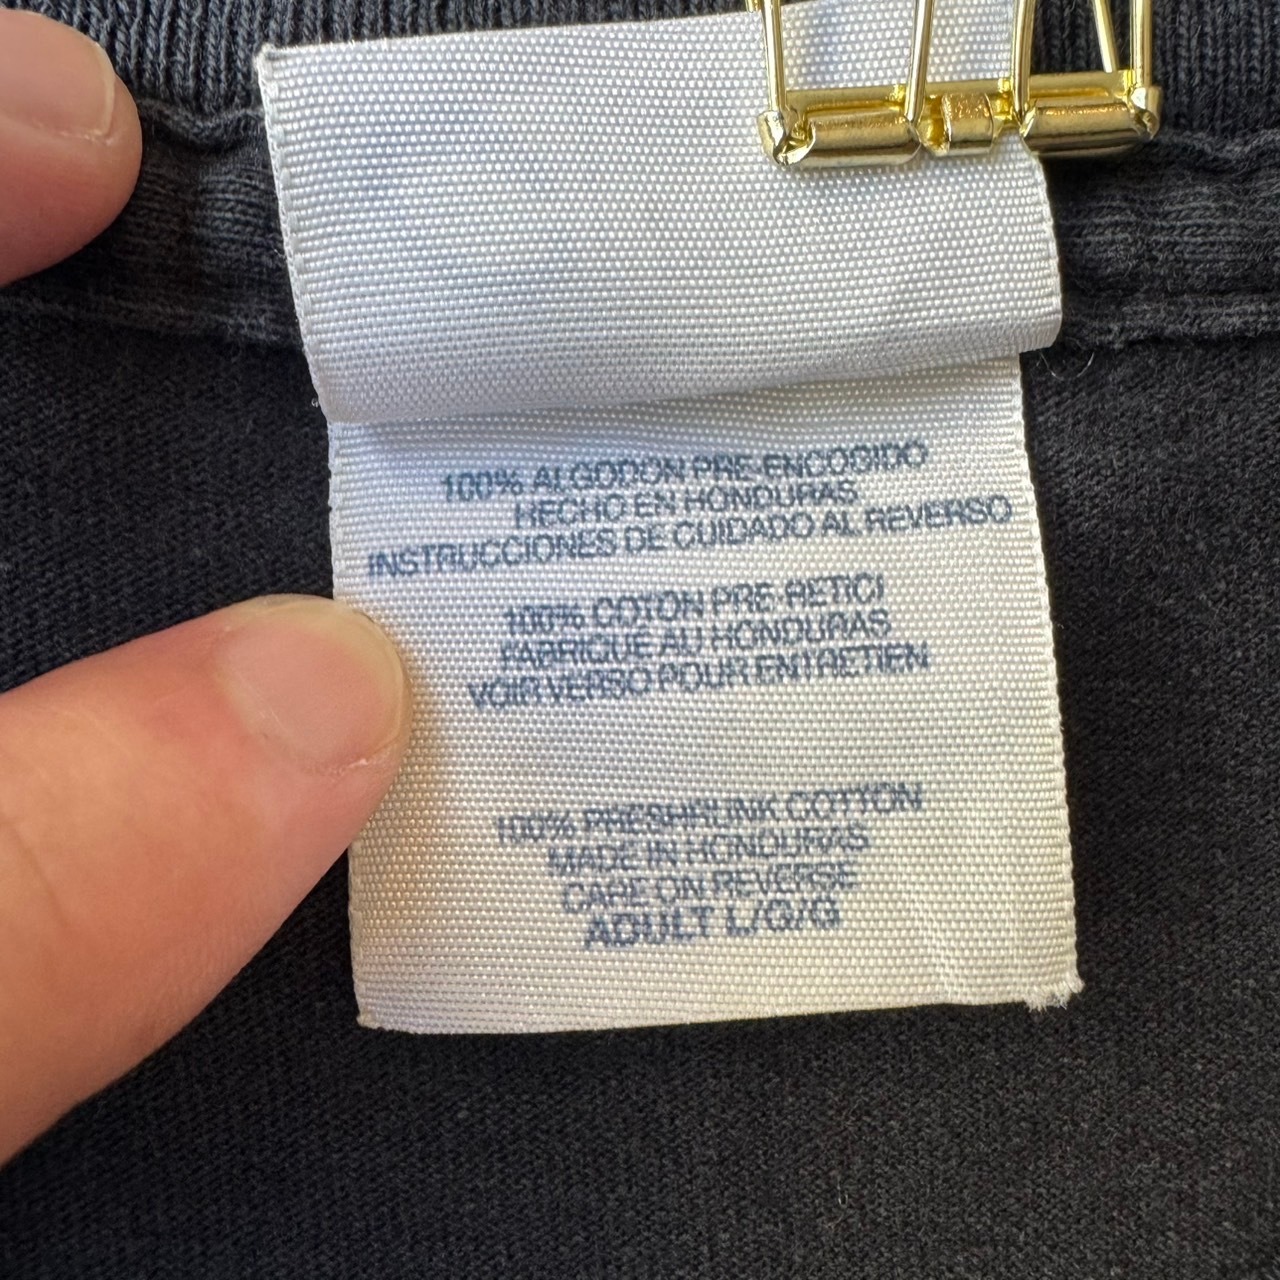 100% ALGODON PRE-ENCOGIDO
HECHO EN HONDURAS
INSTRUCCIONES DE CUIDADO AL REVERSO
100% COTON PRE-RETICI
FABRIQUE AU HONDURAS
VOIR VERSO POUR ENTRETIEN
100% PRESHRUNK COTTON
MADE IN HONDURAS
CARE ON REVERSE
ADULT L/G/G